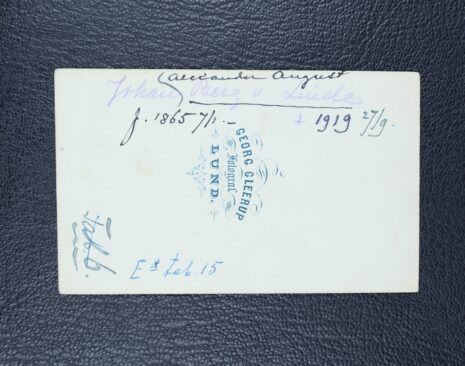 (Alexander August)
Johan Berg v. Linde
f. 1865 7/1. – + 1919 27/9.
GEORG GLEERUP
Fotograf
LUND.
Tab 6.
Ex tab. 15